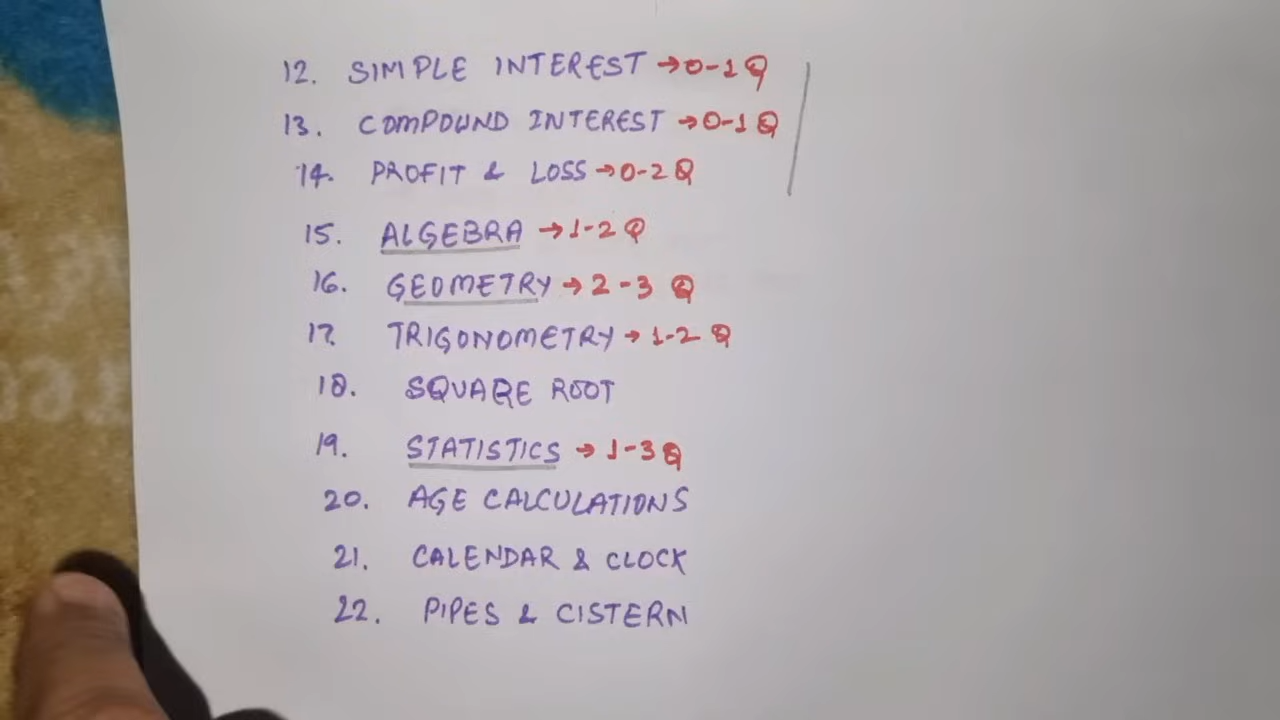 12. SIMPLE INTEREST → 0-1 Q
13. COMPOUND INTEREST → 0-1 Q
14. PROFIT & LOSS → 0-2 Q
15. ALGEBRA → 1-2 Q
16. GEOMETRY → 2-3 Q
17. TRIGONOMETRY → 1-2 Q
18. SQUARE ROOT
19. STATISTICS → 1-3 Q
20. AGE CALCULATIONS
21. CALENDAR & CLOCK
22. PIPES & CISTERN